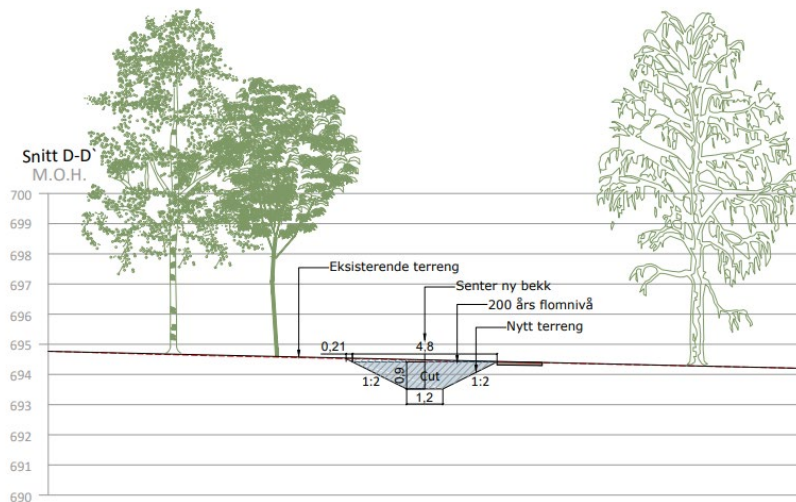 Snitt D-D`
M.O.H.
700
699
698
697
696
695
694
693
692
691
690
Eksisterende terreng
Senter ny bekk
200 års flomnivå
Nytt terreng
0,21
4,8
1:2
0,9
Cut
1:2
1,2